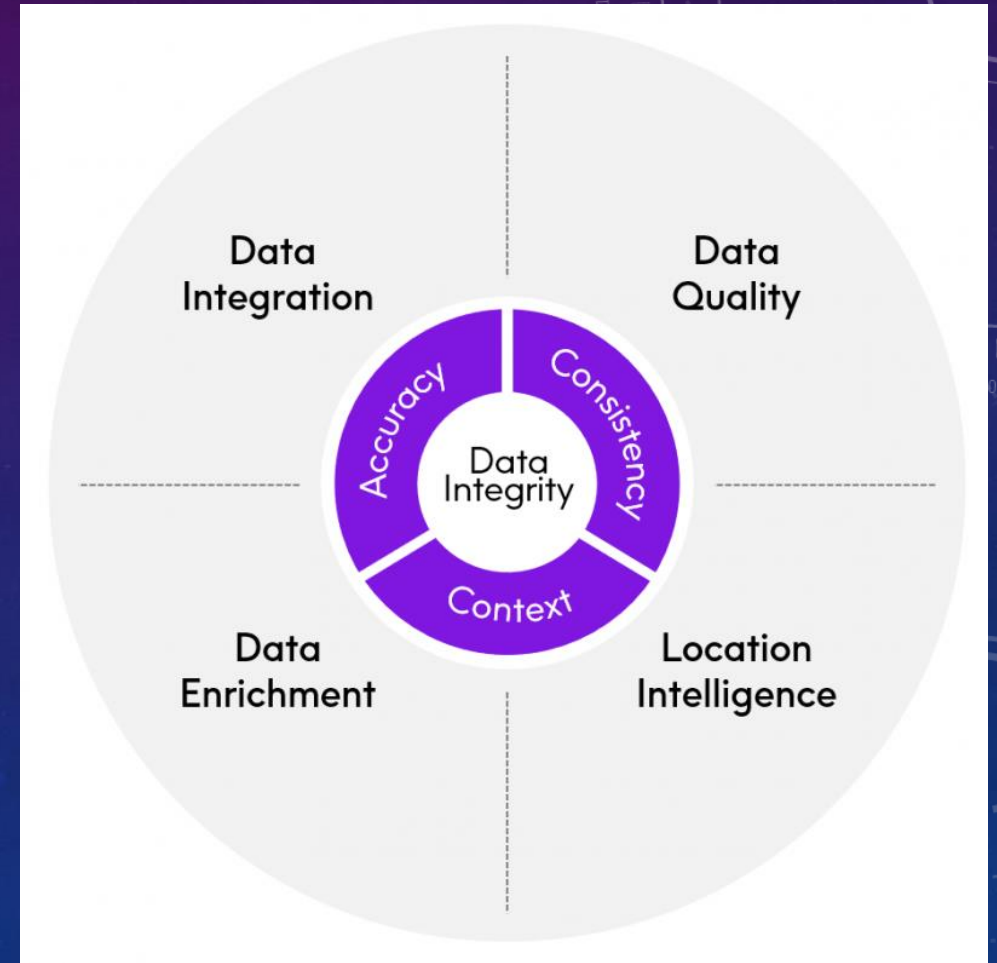 Data
Integration
Data
Quality
Accuracy
Consistency
Data
Integrity
Context
Data
Enrichment
Location
Intelligence